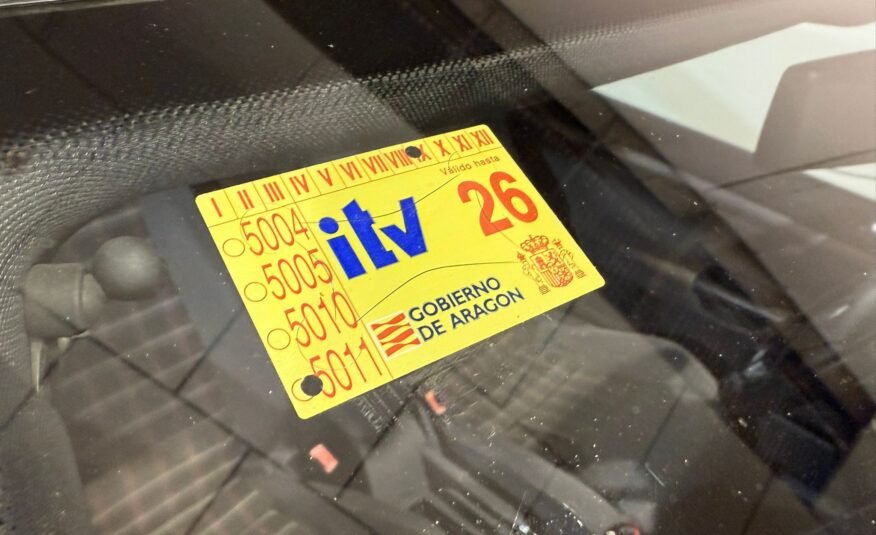 I II III IV V VI VII VIII IX X XI XII
Válido hasta
26
itv
5004
5005
5010
5011
GOBIERNO
DE ARAGON